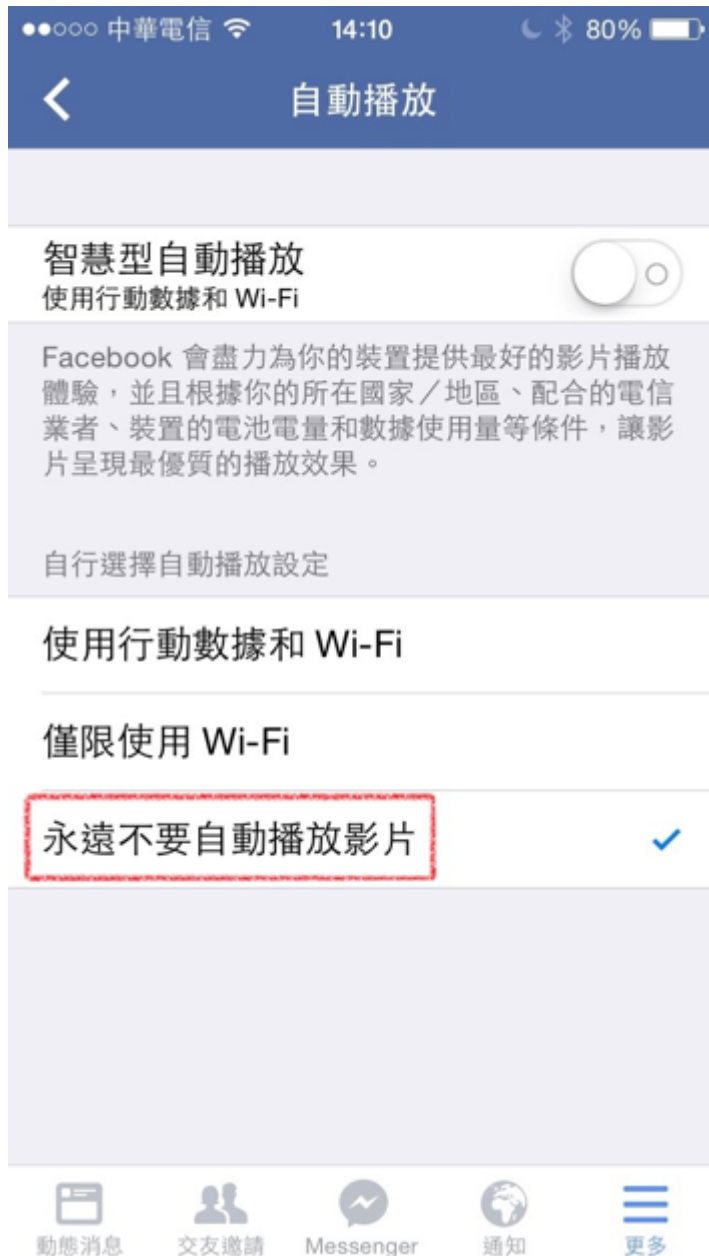 中華電信 14:10 80%
自動播放
智慧型自動播放
使用行動數據和 Wi-Fi
Facebook 會盡力為你的裝置提供最好的影片播放
體驗，並且根據你的所在國家／地區、配合的電信
業者、裝置的電池電量和數據使用量等條件，讓影
片呈現最優質的播放效果。
自行選擇自動播放設定
使用行動數據和 Wi-Fi
僅限使用 Wi-Fi
永遠不要自動播放影片
動態消息 交友邀請 Messenger 通知 更多